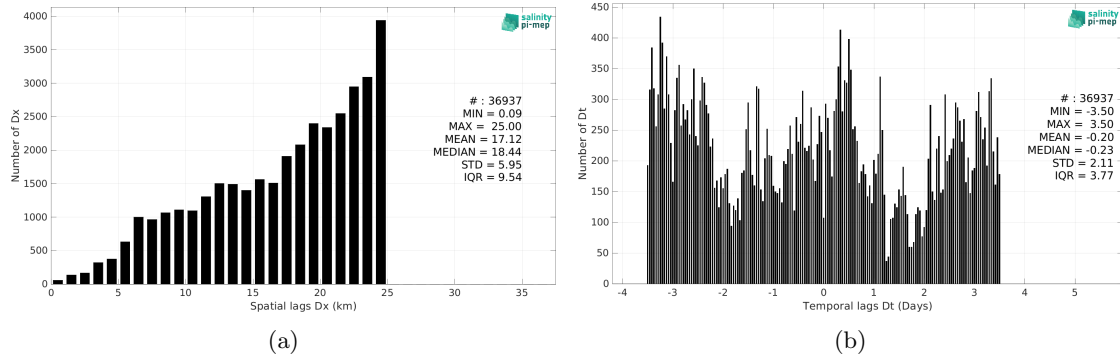 4000
3500
3000
2500
2000
1500
1000
500
0
0
5
10
15
20
25
30
35
Number of Dx
Spatial lags Dx (km)
salinity
pi-mep
# : 36937
MIN = 0.09
MAX = 25.00
MEAN = 17.12
MEDIAN = 18.44
STD = 5.95
IQR = 9.54
(a)
450
400
350
300
250
200
150
100
50
0
-4
-3
-2
-1
0
1
2
3
4
5
Number of Dt
Temporal lags Dt (Days)
salinity
pi-mep
# : 36937
MIN = -3.50
MAX = 3.50
MEAN = -0.20
MEDIAN = -0.23
STD = 2.11
IQR = 3.77
(b)